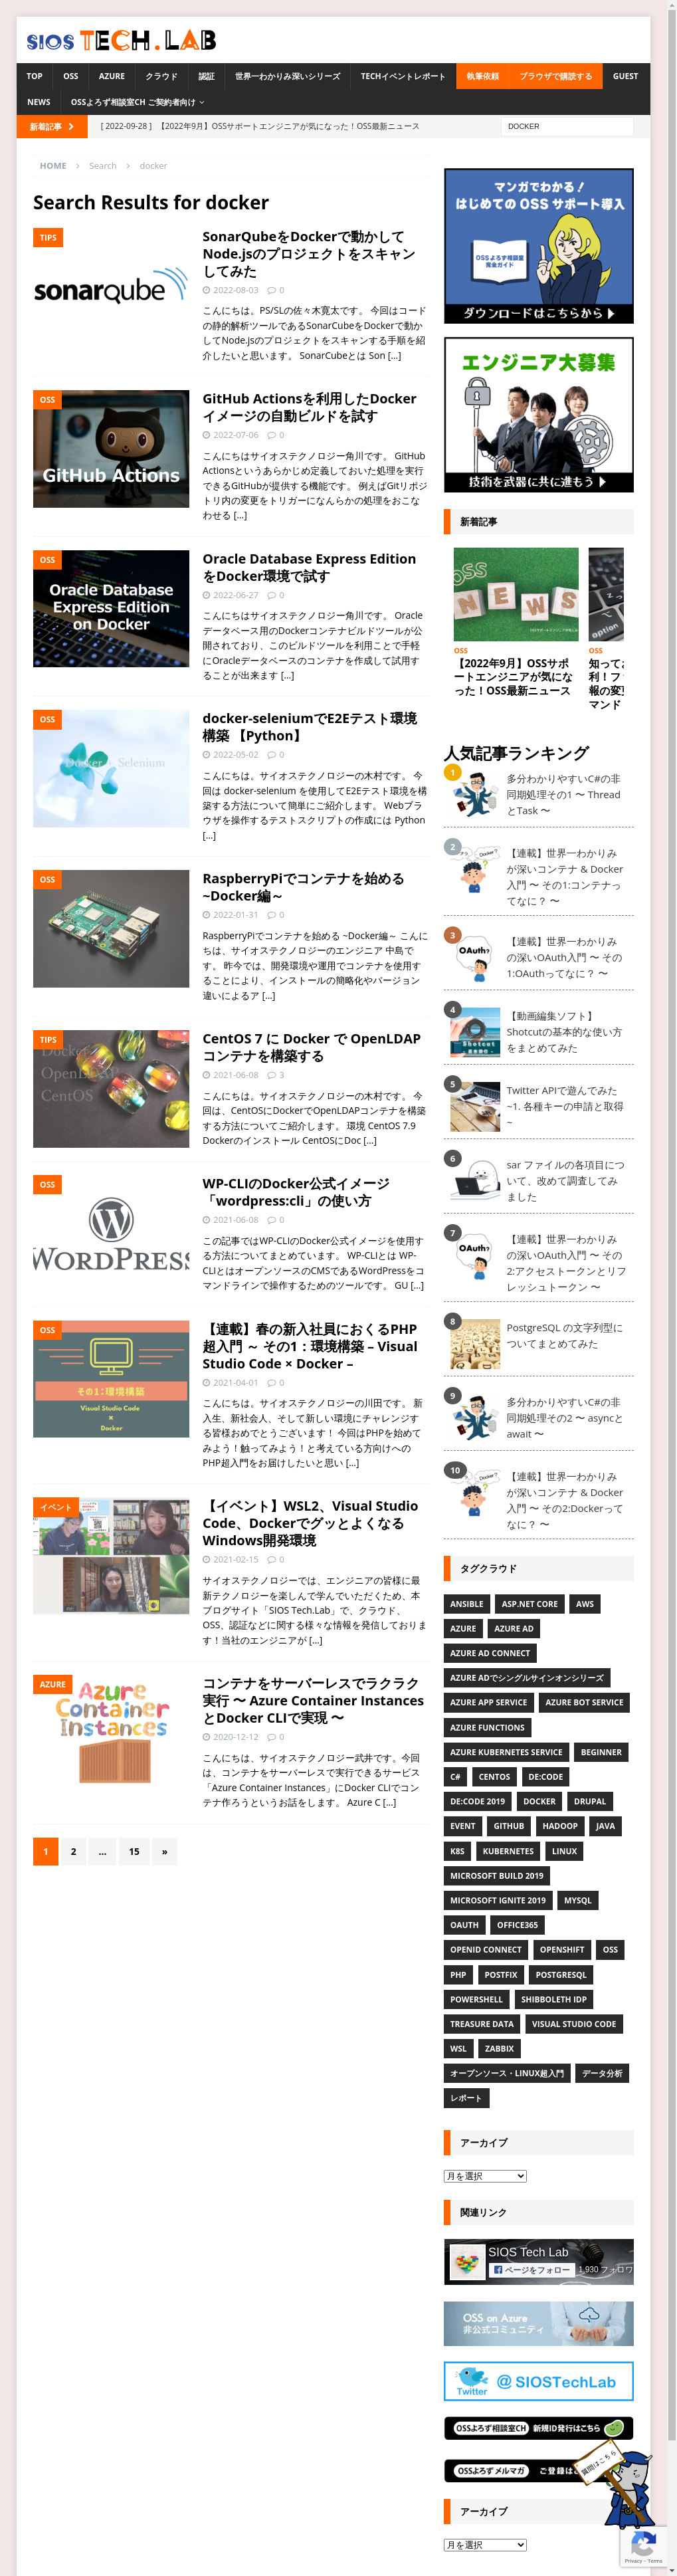 SIOS TECH.LAB
TOP
OSS
AZURE
クラウド
認証
世界一わかりみ深いシリーズ
TECHイベントレポート
執筆依頼
ブラウザで購読する
GUEST
NEWS
OSSよろず相談室CH ご契約者向け
新着記事
[ 2022-09-28 ] 【2022年9月】OSSサポートエンジニアが気になった！OSS最新ニュース
DOCKER
HOME > Search > docker
Search Results for docker
TIPS
sonarqube
SonarQubeをDockerで動かして
Node.jsのプロジェクトをスキャン
してみた
2022-08-03 0
こんにちは。PS/SLの佐々木寛太です。 今回はコード
の静的解析ツールであるSonarCubeをDockerで動か
してNode.jsのプロジェクトをスキャンする手順を紹
介したいと思います。 SonarCubeとは Son [...]
OSS
GitHub Actions
GitHub Actionsを利用したDocker
イメージの自動ビルドを試す
2022-07-06 0
こんにちはサイオステクノロジー角川です。 GitHub
Actionsというあらかじめ定義しておいた処理を実行
できるGitHubが提供する機能です。 例えばGitリポジ
トリ内の変更をトリガーになんらかの処理をおこな
わせる [...]
OSS
Oracle Database
Express Edition
on Docker
Oracle Database Express Edition
をDocker環境で試す
2022-06-27 0
こんにちはサイオステクノロジー角川です。 Oracle
データベース用のDockerコンテナビルドツールが公
開されており、このビルドツールを利用することで手軽
にOracleデータベースのコンテナを作成して試用す
ることが出来ます [...]
OSS
Docker Selenium
docker-seleniumでE2Eテスト環境
構築 【Python】
2022-05-02 0
こんにちは。サイオステクノロジーの木村です。 今
回は docker-selenium を使用してE2Eテスト環境を構
築する方法について簡単にご紹介します。 Webブラ
ウザを操作するテストスクリプトの作成には Python
[...]
OSS
RaspberryPiでコンテナを始める
~Docker編～
2022-01-31 0
RaspberryPiでコンテナを始める ~Docker編～ こんに
ちは、サイオステクノロジーのエンジニア 中島で
す。 昨今では、開発環境や運用でコンテナを使用す
ることにより、インストールの簡略化やバージョン
違いによるア [...]
TIPS
Docker
OpenLDAP
CentOS
CentOS 7 に Docker で OpenLDAP
コンテナを構築する
2021-06-08 3
こんにちは。サイオステクノロジーの木村です。 今
回は、CentOSにDockerでOpenLDAPコンテナを構築
する方法についてご紹介します。 環境 CentOS 7.9
Dockerのインストール CentOSにDoc [...]
OSS
WORDPRESS
WP-CLIのDocker公式イメージ
「wordpress:cli」の使い方
2021-06-08 0
この記事ではWP-CLIのDocker公式イメージを使用す
る方法についてまとめています。 WP-CLIとは WP-
CLIとはオープンソースのCMSであるWordPressをコ
マンドラインで操作するためのツールです。 GU [...]
OSS
その1:環境構築
Visual Studio Code
×
Docker
【連載】春の新入社員におくるPHP
超入門 ～ その1：環境構築 – Visual
Studio Code × Docker –
2021-04-01 0
こんにちは。サイオステクノロジーの川田です。 新
入生、新社会人、そして新しい環境にチャレンジす
る皆様おめでとうございます！ 今回はPHPを始めて
みよう！触ってみよう！と考えている方向けへの
PHP超入門をお届けしたいと思い [...]
イベント
【イベント】WSL2、Visual Studio
Code、Dockerでグッとよくなる
Windows開発環境
2021-02-15 0
サイオステクノロジーでは、エンジニアの皆様に最
新テクノロジーを楽しんで学んでいただくため、本
ブログサイト「SIOS Tech.Lab」で、クラウド、
OSS、認証などに関する様々な情報を発信しておりま
す！当社のエンジニアが [...]
AZURE
Azure
Container
Instances
コンテナをサーバーレスでラクラク
実行 〜 Azure Container Instances
とDocker CLIで実現 〜
2020-12-12 0
こんにちは、サイオステクノロジー武井です。今回
は、コンテナをサーバーレスで実行できるサービス
「Azure Container Instances」にDocker CLIでコン
テナ作ろうというお話をします。 Azure C [...]
1 2 ... 15 »
マンガでわかる！
はじめての OSS サポート導入
OSSよろず相談室
完全ガイド
ダウンロードはこちらから
エンジニア大募集
技術を武器に共に進もう
新着記事
OSS
NEWS
OSS
【2022年9月】OSSサポ
ートエンジニアが気にな
った！OSS最新ニュース
option
OSS
知ってお
利！フ
報の変更
マンド
人気記事ランキング
1
多分わかりやすいC#の非
同期処理その1 〜 Thread
とTask 〜
2
【連載】世界一わかりみ
が深いコンテナ & Docker
入門 〜 その1:コンテナっ
てなに？ 〜
3
OAuth?
【連載】世界一わかりみ
の深いOAuth入門 〜 その
1:OAuthってなに？ 〜
4
Shotcut
【動画編集ソフト】
Shotcutの基本的な使い方
をまとめてみた
5
Twitter APIで遊んでみた
~1. 各種キーの申請と取得
~
6
sar ファイルの各項目につ
いて、改めて調査してみ
ました
7
OAuth?
【連載】世界一わかりみ
の深いOAuth入門 〜 その
2:アクセストークンとリフ
レッシュトークン 〜
8
PostgreSQL の文字列型に
ついてまとめてみた
9
多分わかりやすいC#の非
同期処理その2 〜 asyncと
await 〜
10
【連載】世界一わかりみ
が深いコンテナ & Docker
入門 〜 その2:Dockerって
なに？ 〜
タグクラウド
ANSIBLE
ASP.NET CORE
AWS
AZURE
AZURE AD
AZURE AD CONNECT
AZURE ADでシングルサインオンシリーズ
AZURE APP SERVICE
AZURE BOT SERVICE
AZURE FUNCTIONS
AZURE KUBERNETES SERVICE
BEGINNER
C#
CENTOS
DE:CODE
DE:CODE 2019
DOCKER
DRUPAL
EVENT
GITHUB
HADOOP
JAVA
K8S
KUBERNETES
LINUX
MICROSOFT BUILD 2019
MICROSOFT IGNITE 2019
MYSQL
OAUTH
OFFICE365
OPENID CONNECT
OPENSHIFT
OSS
PHP
POSTFIX
POSTGRESQL
POWERSHELL
SHIBBOLETH IDP
TREASURE DATA
VISUAL STUDIO CODE
WSL
ZABBIX
オープンソース・LINUX超入門
データ分析
レポート
アーカイブ
月を選択
関連リンク
SIOS Tech Lab
ページをフォロー
1,930 フォロワ
OSS on Azure
非公式コミュニティ
Twitter
@SIOSTechLab
OSSよろず相談室CH 新規ID発行はこちら
OSSよろず メルマガ ご登録は
質問はこちら
アーカイブ
月を選択
Privacy - Terms